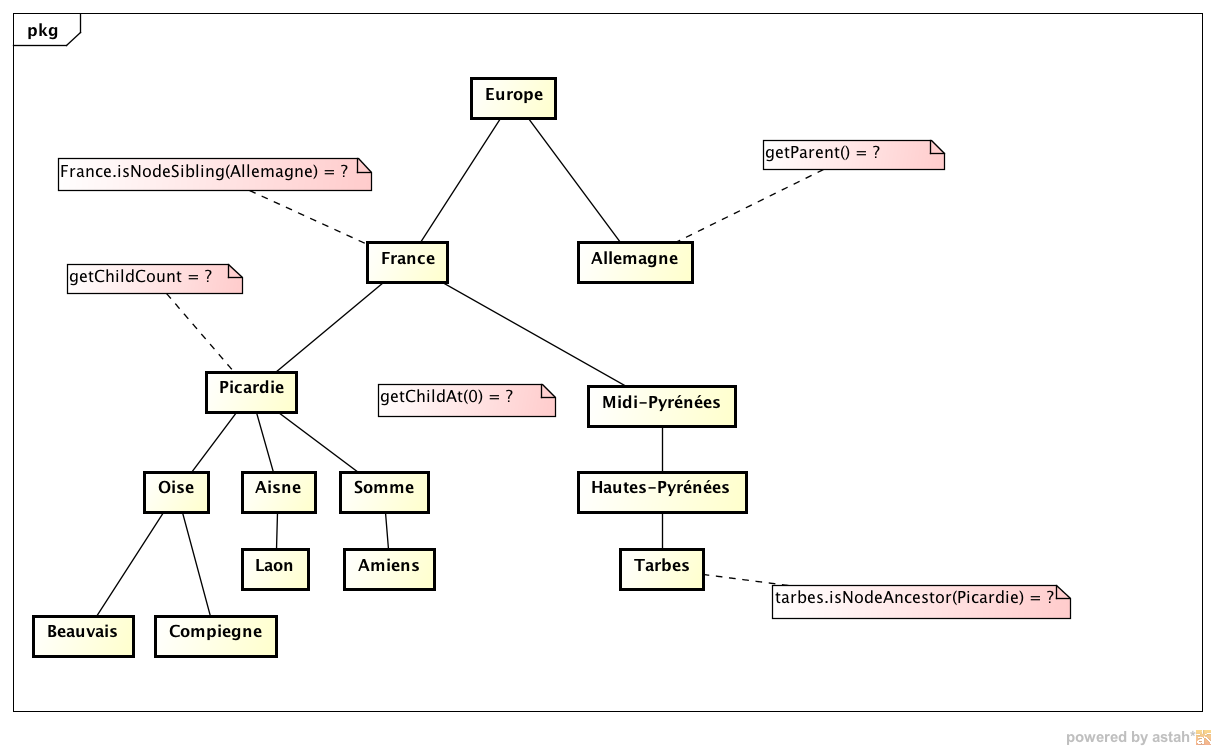 pkg
Europe
getParent() = ?
France.isNodeSibling(Allemagne) = ?
France
Allemagne
getChildCount = ?
Picardie
getChildAt(0) = ?
Midi-Pyrénées
Oise
Aisne
Somme
Hautes-Pyrénées
Laon
Amiens
Tarbes
tarbes.isNodeAncestor(Picardie) = ?
Beauvais
Compiegne
powered by astah*